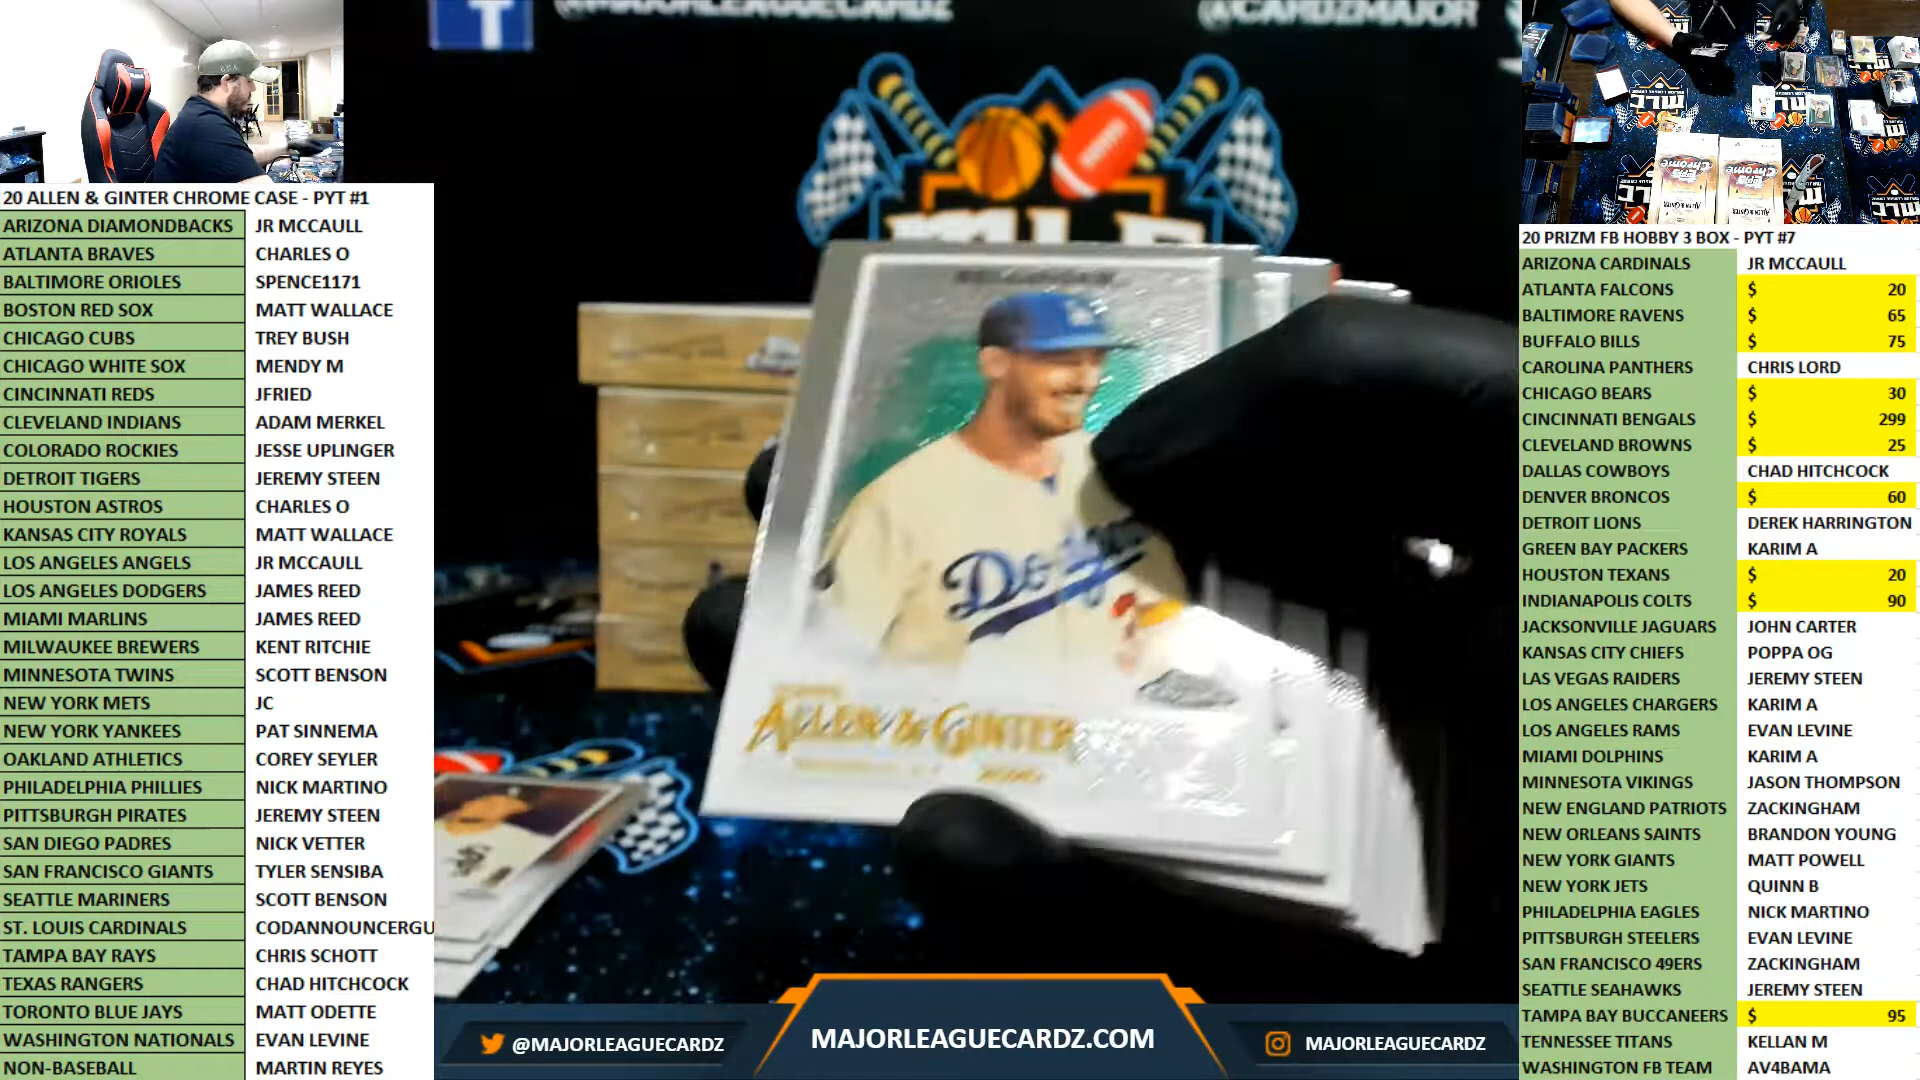 @MAJORLEAGUECARDZ
@CARDZMAJOR
20 ALLEN & GINTER CHROME CASE - PYT #1
ARIZONA DIAMONDBACKS JR MCCAULL
ATLANTA BRAVES CHARLES O
BALTIMORE ORIOLES SPENCE1171
BOSTON RED SOX MATT WALLACE
CHICAGO CUBS TREY BUSH
CHICAGO WHITE SOX MENDY M
CINCINNATI REDS JFRIED
CLEVELAND INDIANS ADAM MERKEL
COLORADO ROCKIES JESSE UPLINGER
DETROIT TIGERS JEREMY STEEN
HOUSTON ASTROS CHARLES O
KANSAS CITY ROYALS MATT WALLACE
LOS ANGELES ANGELS JR MCCAULL
LOS ANGELES DODGERS JAMES REED
MIAMI MARLINS JAMES REED
MILWAUKEE BREWERS KENT RITCHIE
MINNESOTA TWINS SCOTT BENSON
NEW YORK METS JC
NEW YORK YANKEES PAT SINNEMA
OAKLAND ATHLETICS COREY SEYLER
PHILADELPHIA PHILLIES NICK MARTINO
PITTSBURGH PIRATES JEREMY STEEN
SAN DIEGO PADRES NICK VETTER
SAN FRANCISCO GIANTS TYLER SENSIBA
SEATTLE MARINERS SCOTT BENSON
ST. LOUIS CARDINALS CODANNOUNCERGU
TAMPA BAY RAYS CHRIS SCHOTT
TEXAS RANGERS CHAD HITCHCOCK
TORONTO BLUE JAYS MATT ODETTE
WASHINGTON NATIONALS EVAN LEVINE
NON-BASEBALL MARTIN REYES
Dodgers
ALLEN & GINTER
@MAJORLEAGUECARDZ
MAJORLEAGUECARDZ.COM
MAJORLEAGUECARDZ
20 PRIZM FB HOBBY 3 BOX - PYT #7
ARIZONA CARDINALS JR MCCAULL
ATLANTA FALCONS $ 20
BALTIMORE RAVENS $ 65
BUFFALO BILLS $ 75
CAROLINA PANTHERS CHRIS LORD
CHICAGO BEARS $ 30
CINCINNATI BENGALS $ 299
CLEVELAND BROWNS $ 25
DALLAS COWBOYS CHAD HITCHCOCK
DENVER BRONCOS $ 60
DETROIT LIONS DEREK HARRINGTON
GREEN BAY PACKERS KARIM A
HOUSTON TEXANS $ 20
INDIANAPOLIS COLTS $ 90
JACKSONVILLE JAGUARS JOHN CARTER
KANSAS CITY CHIEFS POPPA OG
LAS VEGAS RAIDERS JEREMY STEEN
LOS ANGELES CHARGERS KARIM A
LOS ANGELES RAMS EVAN LEVINE
MIAMI DOLPHINS KARIM A
MINNESOTA VIKINGS JASON THOMPSON
NEW ENGLAND PATRIOTS ZACKINGHAM
NEW ORLEANS SAINTS BRANDON YOUNG
NEW YORK GIANTS MATT POWELL
NEW YORK JETS QUINN B
PHILADELPHIA EAGLES NICK MARTINO
PITTSBURGH STEELERS EVAN LEVINE
SAN FRANCISCO 49ERS ZACKINGHAM
SEATTLE SEAHAWKS JEREMY STEEN
TAMPA BAY BUCCANEERS $ 95
TENNESSEE TITANS KELLAN M
WASHINGTON FB TEAM AV4BAMA